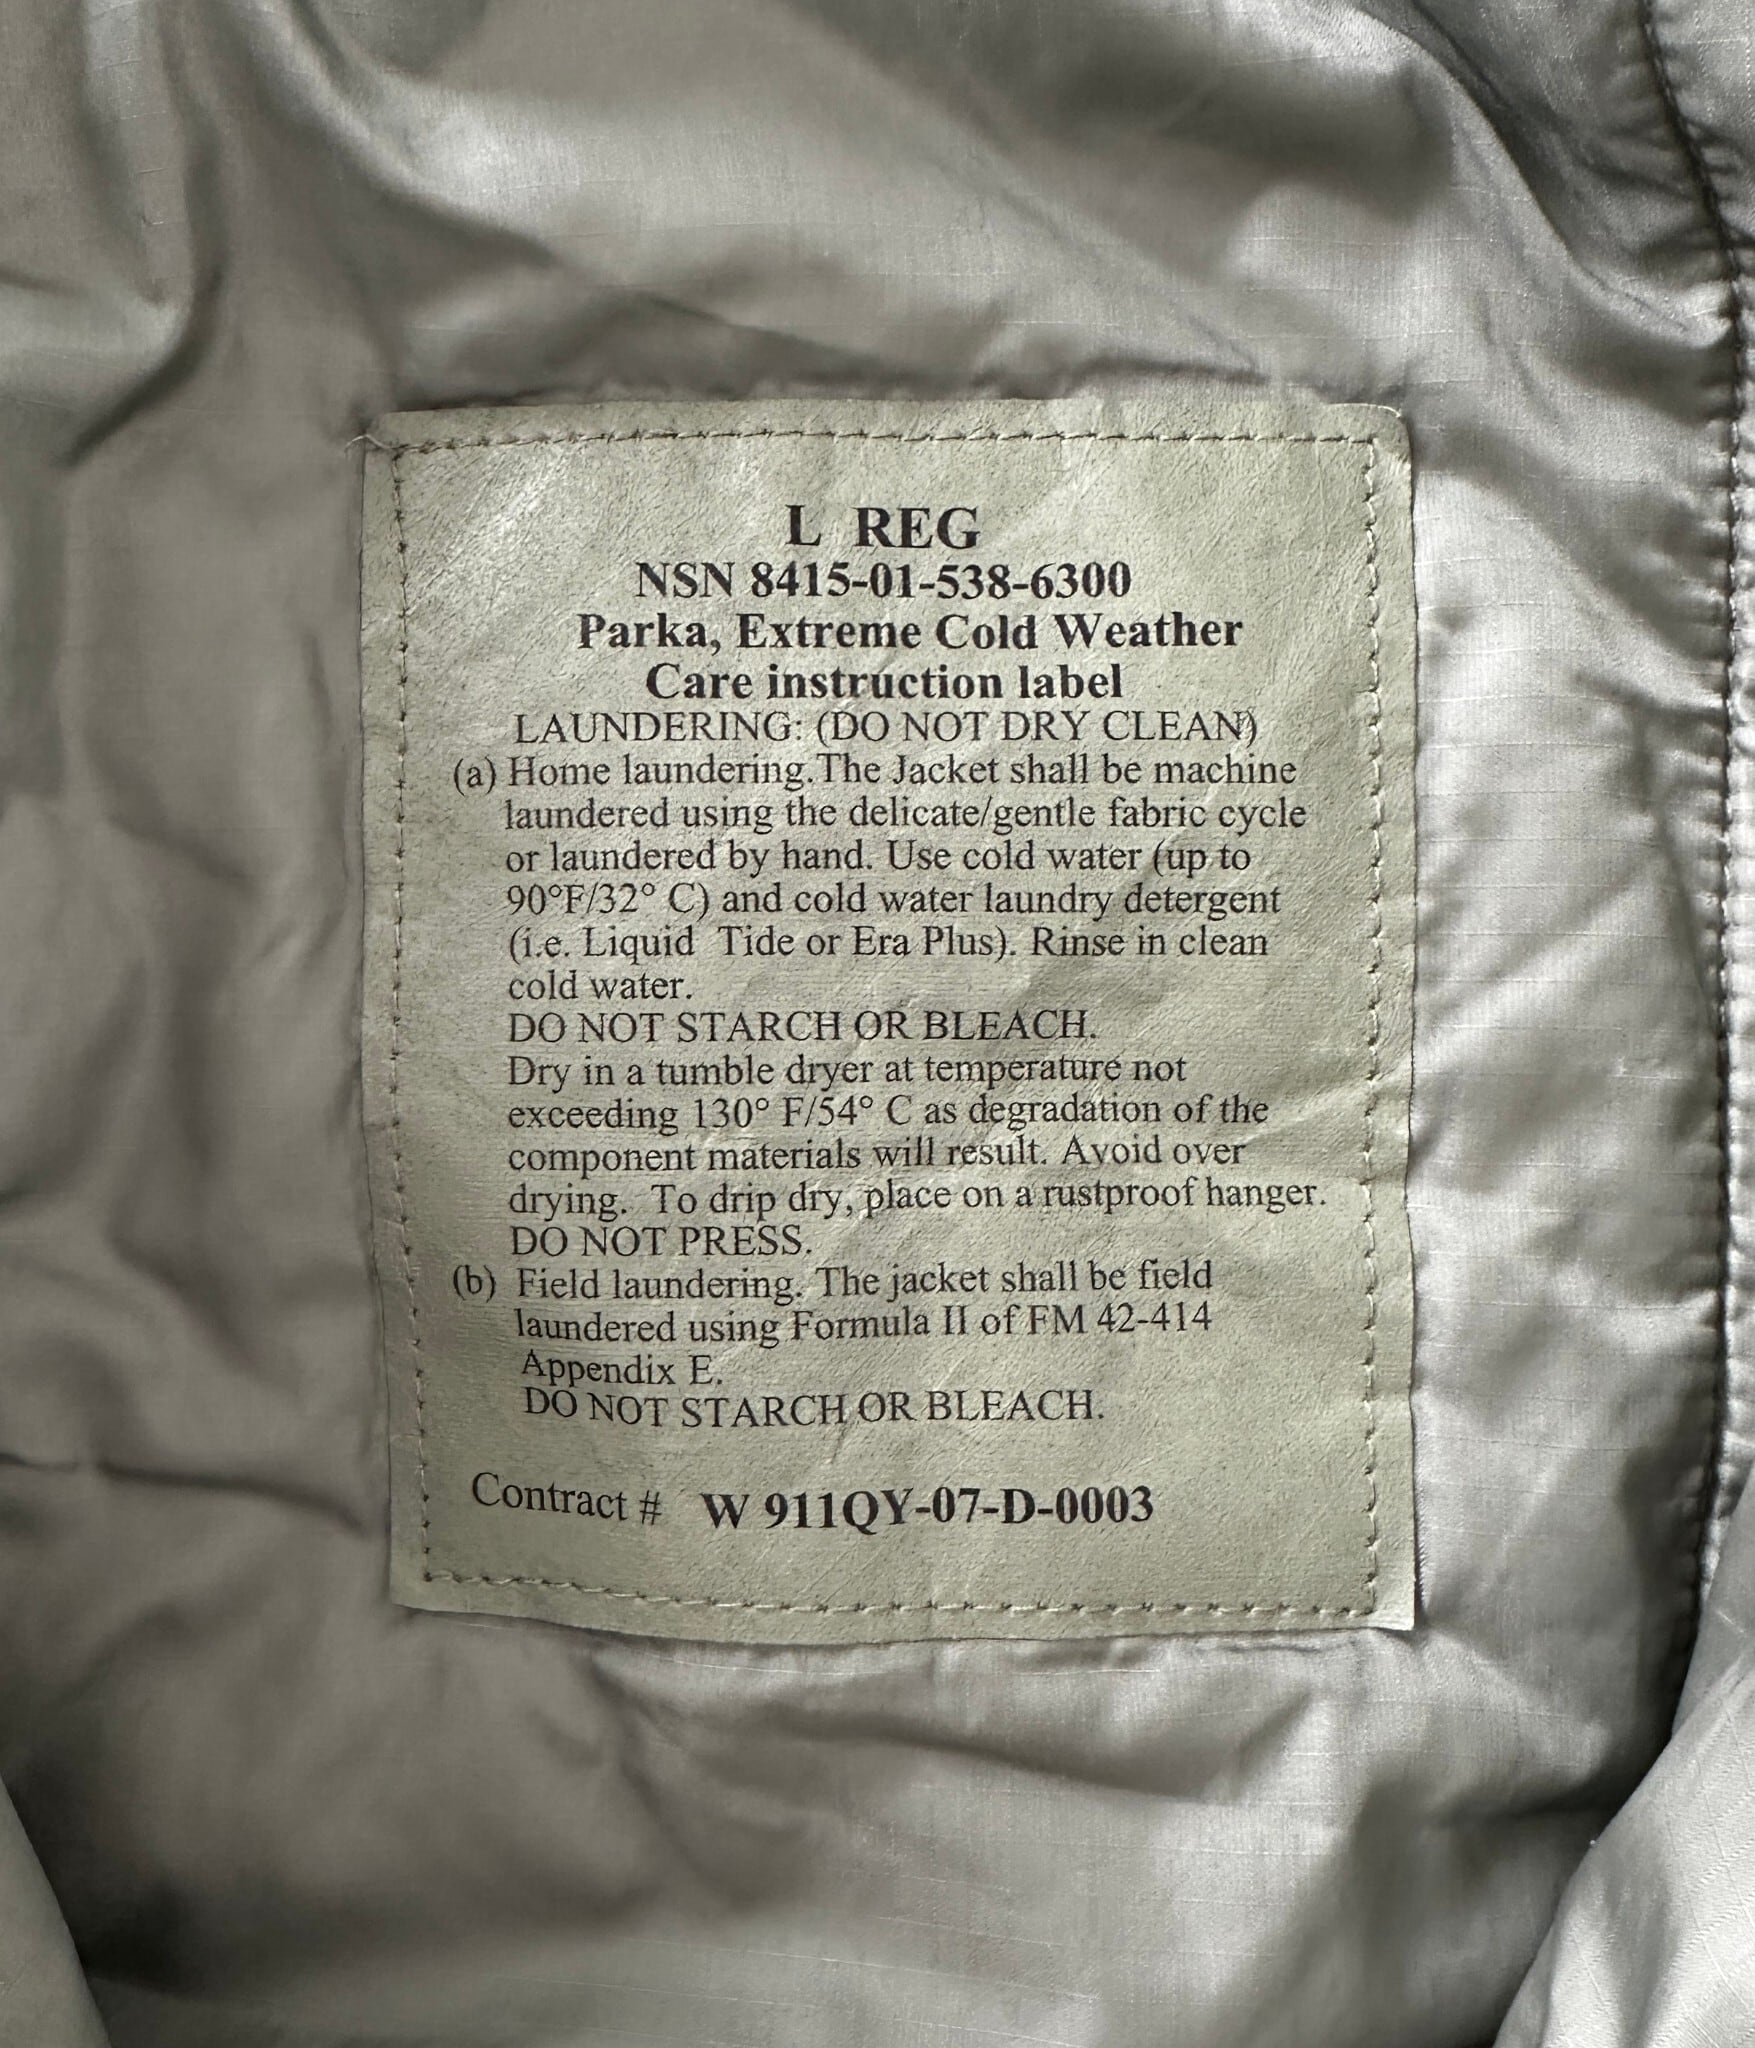 L REG
NSN 8415-01-538-6300
Parka, Extreme Cold Weather
Care instruction label
LAUNDERING: (DO NOT DRY CLEAN)
(a) Home laundering.The Jacket shall be machine
laundered using the delicate/gentle fabric cycle
or laundered by hand. Use cold water (up to
90°F/32° C) and cold water laundry detergent
(i.e. Liquid Tide or Era Plus). Rinse in clean
cold water.
DO NOT STARCH OR BLEACH.
Dry in a tumble dryer at temperature not
exceeding 130° F/54° C as degradation of the
component materials will result. Avoid over
drying. To drip dry, place on a rustproof hanger.
DO NOT PRESS.
(b) Field laundering. The jacket shall be field
laundered using Formula II of FM 42-414
Appendix E.
DO NOT STARCH OR BLEACH.
Contract # W 911QY-07-D-0003